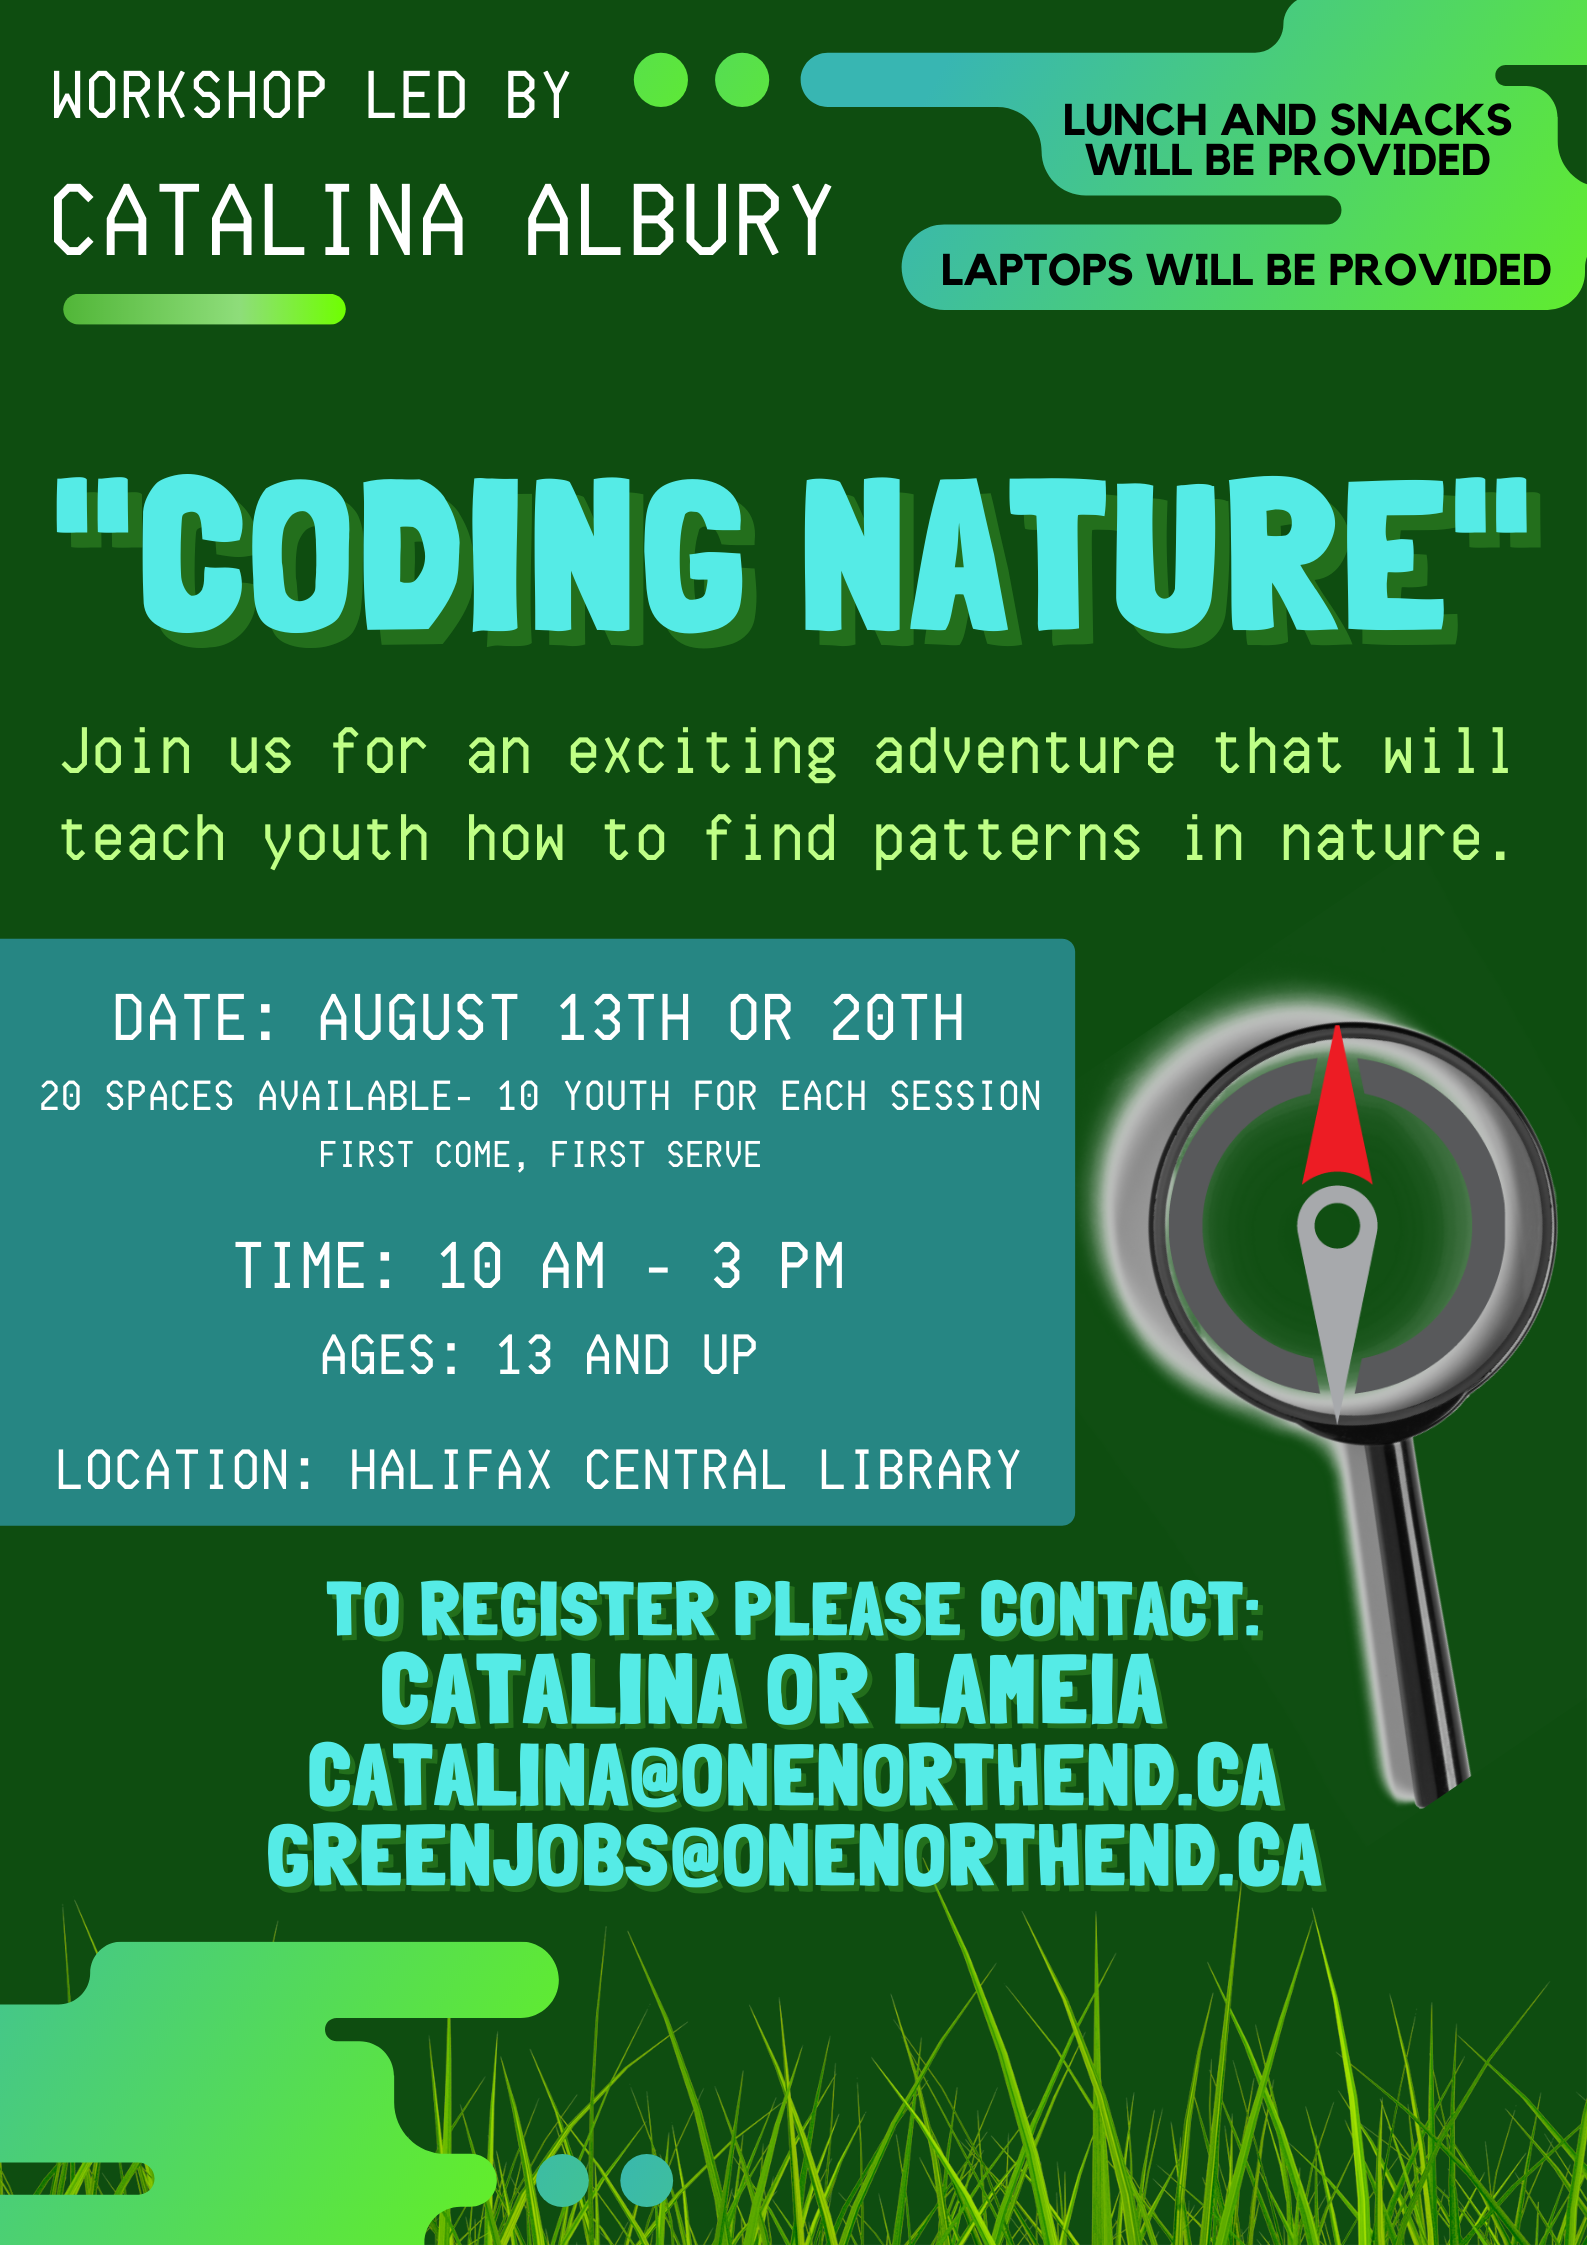 WORKSHOP LED BY
CATALINA ALBURY
LUNCH AND SNACKS
WILL BE PROVIDED
LAPTOPS WILL BE PROVIDED
"CODING NATURE"
Join us for an exciting adventure that will
teach youth how to find patterns in nature.
DATE: AUGUST 13TH OR 20TH
20 SPACES AVAILABLE- 10 YOUTH FOR EACH SESSION
FIRST COME, FIRST SERVE
TIME: 10 AM - 3 PM
AGES: 13 AND UP
LOCATION: HALIFAX CENTRAL LIBRARY
TO REGISTER PLEASE CONTACT:
CATALINA OR LAMEIA
CATALINA@ONENORTHEND.CA
GREENJOBS@ONENORTHEND.CA